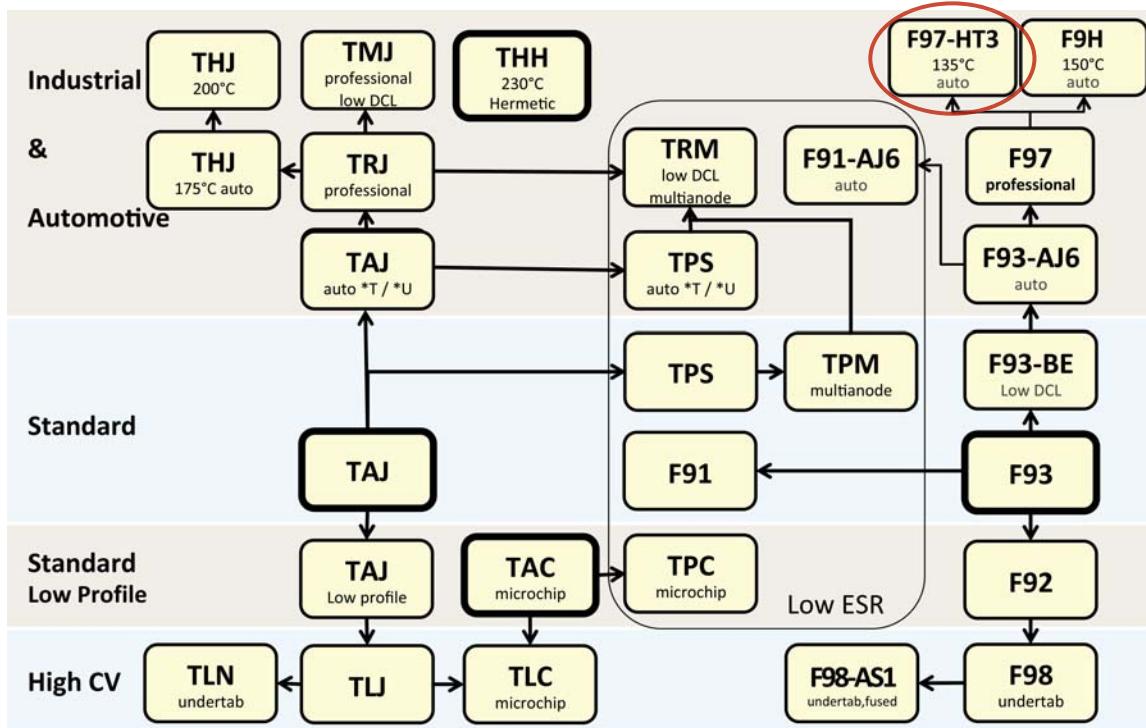 Industrial
&
Automotive
THJ
200°C
TMJ
professional
low DCL
THH
230°C
Hermetic
F97-HT3
135°C
auto
F9H
150°C
auto
THJ
175°C auto
TRJ
professional
TRM
low DCL
multianode
F91-AJ6
auto
F97
professional
TAJ
auto *T / *U
TPS
auto *T / *U
F93-AJ6
auto
Standard
TPS
TPM
multianode
F93-BE
Low DCL
TAJ
F91
F93
Standard
Low Profile
TAJ
Low profile
TAC
microchip
TPC
microchip
Low ESR
F92
High CV
TLN
undertab
TLJ
TLC
microchip
F98-AS1
undertab,fused
F98
undertab